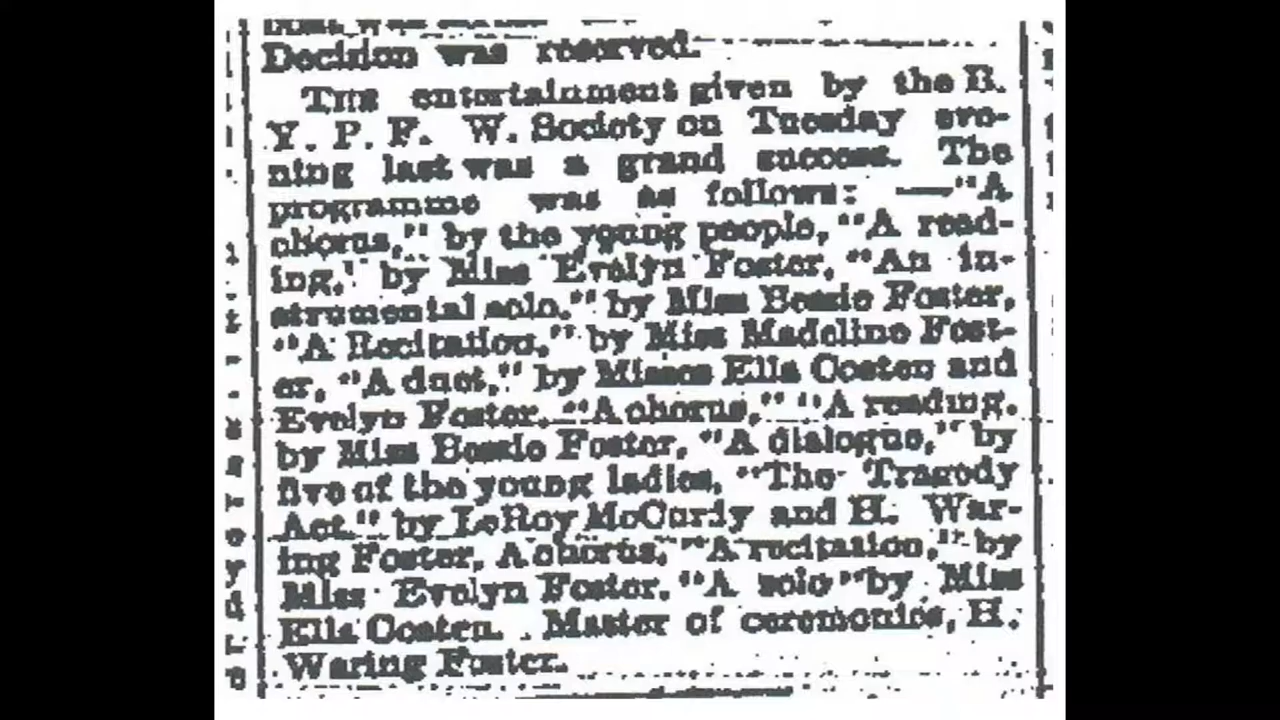 Decision was reserved.
THE entertainment given by the B.
Y. P. F. W. Society on Tuesday eve-
ning last was a grand success. The
programme was as follows: —"A
chorus," by the young people, "A read-
ing,' by Miss Evelyn Foster, "An in-
strumental solo," by Miss Bessie Foster,
"A Recitation," by Miss Madeline Fost-
er, "A duet," by Misses Ella Costen and
Evelyn Foster, "A chorus," "A reading,
by Miss Bessie Foster, "A dialogue," by
five of the young ladies, "The Tragedy
Act" by LeRoy McCurdy and H. War-
ing Foster, A chorus, "A recitation," by
Miss Evelyn Foster, "A solo" by Miss
Ella Costen. Master of ceremonies, H.
Waring Foster.